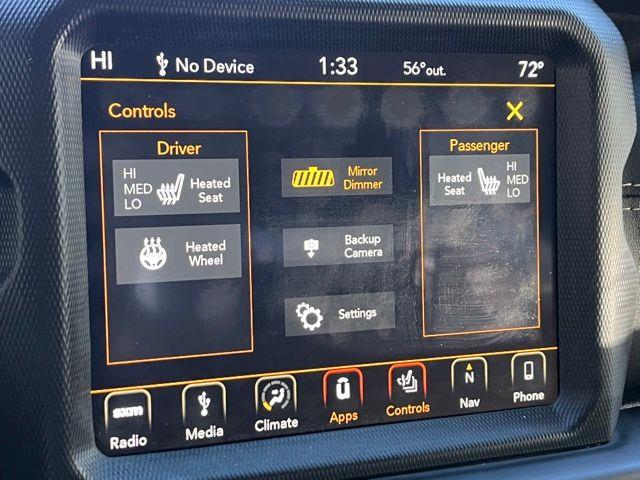 HI No Device 1:33 56°out. 72°
Controls
Driver
HI
MED
LO
Heated
Seat
Heated
Wheel
Mirror
Dimmer
Backup
Camera
Settings
Passenger
Heated
Seat
HI
MED
LO
sxm
Radio
Media
Climate
Apps
Controls
N
Nav
Phone